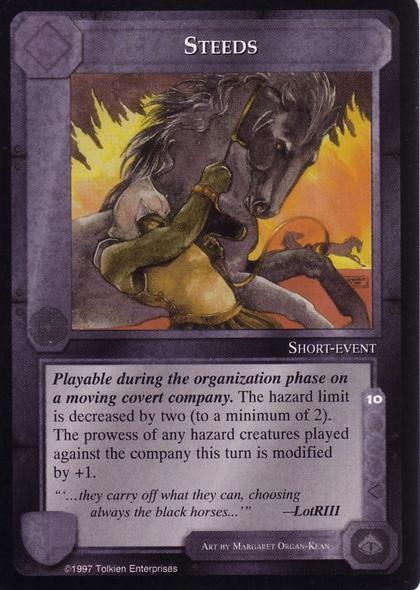 STEEDS
SHORT-EVENT
Playable during the organization phase on
a moving covert company. The hazard limit
is decreased by two (to a minimum of 2).
The prowess of any hazard creatures played
against the company this turn is modified
by +1.
10
“‘...they carry off what they can, choosing
always the black horses...’” —LotRIII
ART BY MARGARET ORGAN-KEAN
©1997 Tolkien Enterprises